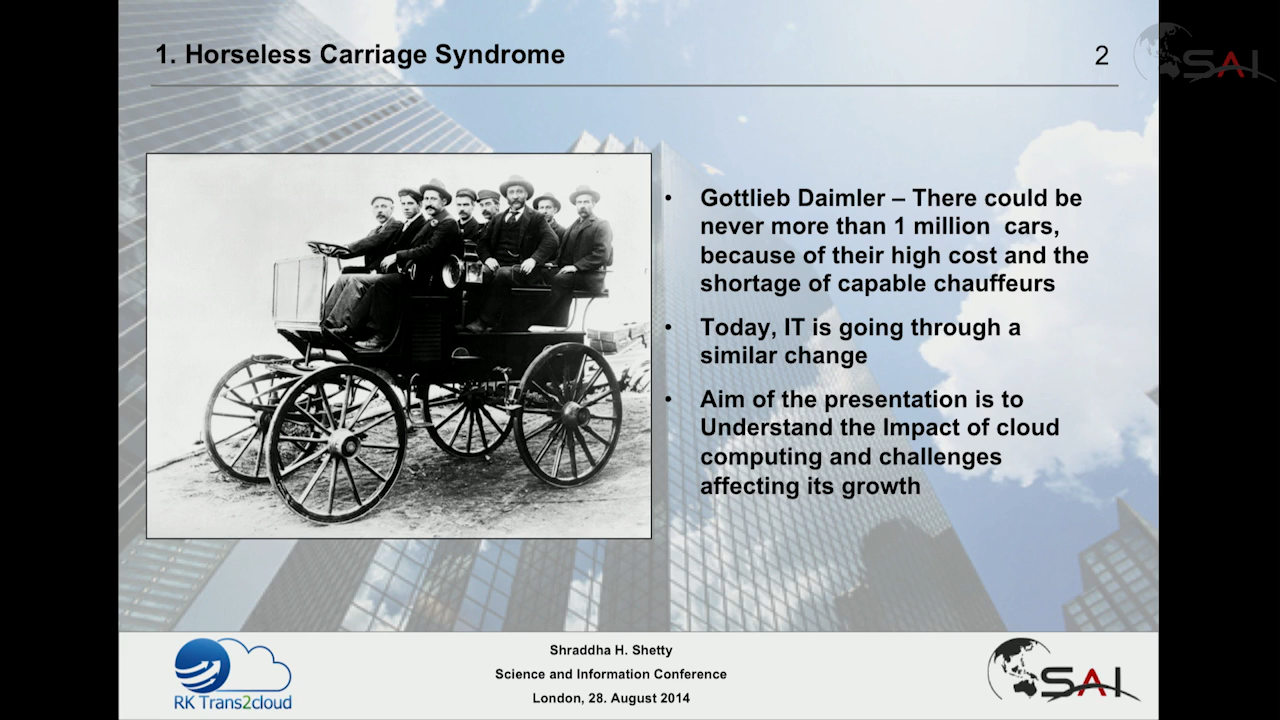 1. Horseless Carriage Syndrome
2
SAI
• Gottlieb Daimler – There could be
never more than 1 million  cars,
because of their high cost and the
shortage of capable chauffeurs
• Today, IT is going through a
similar change
• Aim of the presentation is to
Understand the Impact of cloud
computing and challenges
affecting its growth
RK Trans2cloud
Shraddha H. Shetty
Science and Information Conference
London, 28. August 2014
SAI